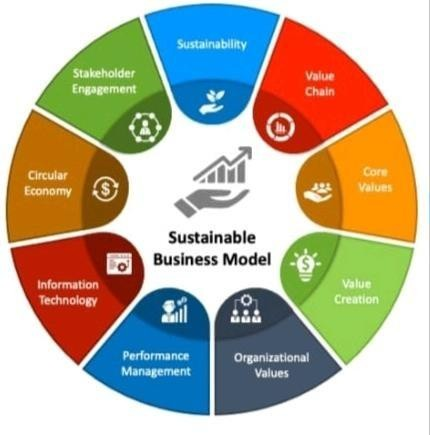 Sustainability
Value
Chain
Core
Values
Value
Creation
Organizational
Values
Performance
Management
Information
Technology
Circular
Economy
Stakeholder
Engagement
Sustainable
Business Model
$
$